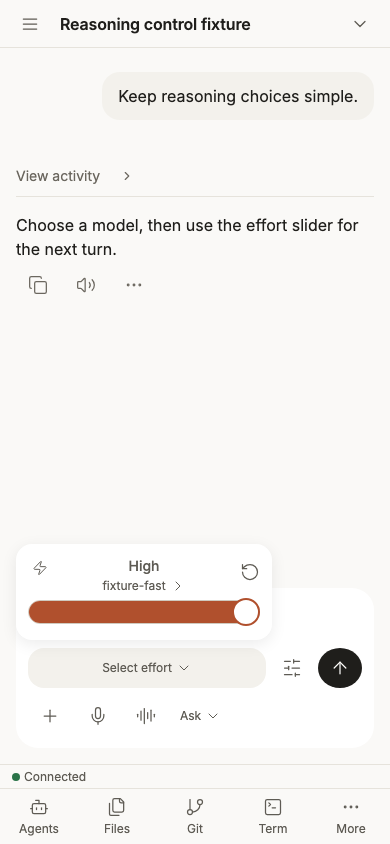 Reasoning control fixture
Keep reasoning choices simple.
View activity
Choose a model, then use the effort slider for
the next turn.
High
fixture-fast
Select effort
Ask
Connected
Agents
Files
Git
Term
More